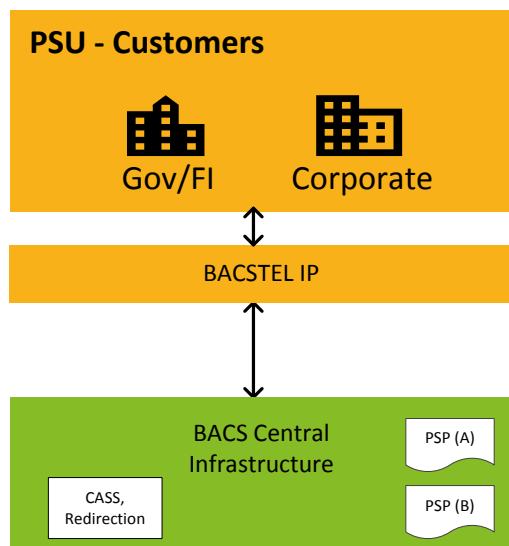 PSU - Customers
Gov/FI
Corporate
BACSTEL IP
BACS Central
Infrastructure
PSP (A)
CASS,
Redirection
PSP (B)